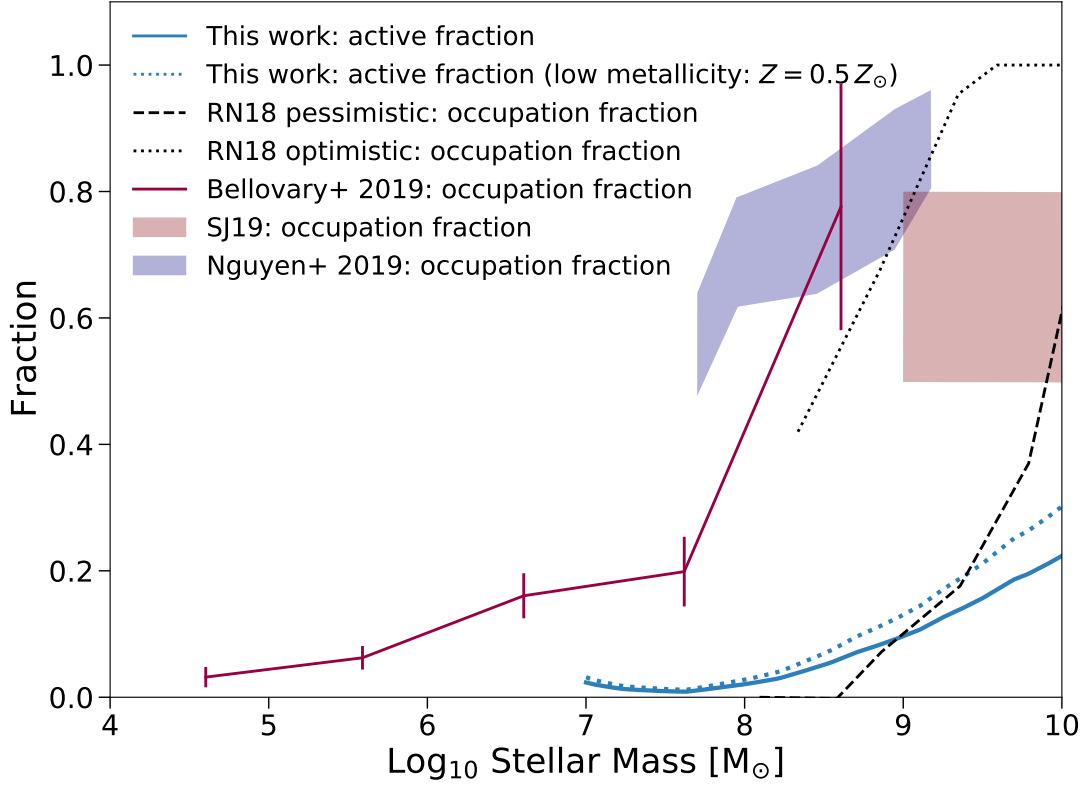 This work: active fraction
This work: active fraction (low metallicity: Z = 0.5 Z⊙)
RN18 pessimistic: occupation fraction
RN18 optimistic: occupation fraction
Bellovary+ 2019: occupation fraction
SJ19: occupation fraction
Nguyen+ 2019: occupation fraction
1.0
0.8
0.6
0.4
0.2
0.0
Fraction
4 5 6 7 8 9 10
Log₁₀ Stellar Mass [M⊙]